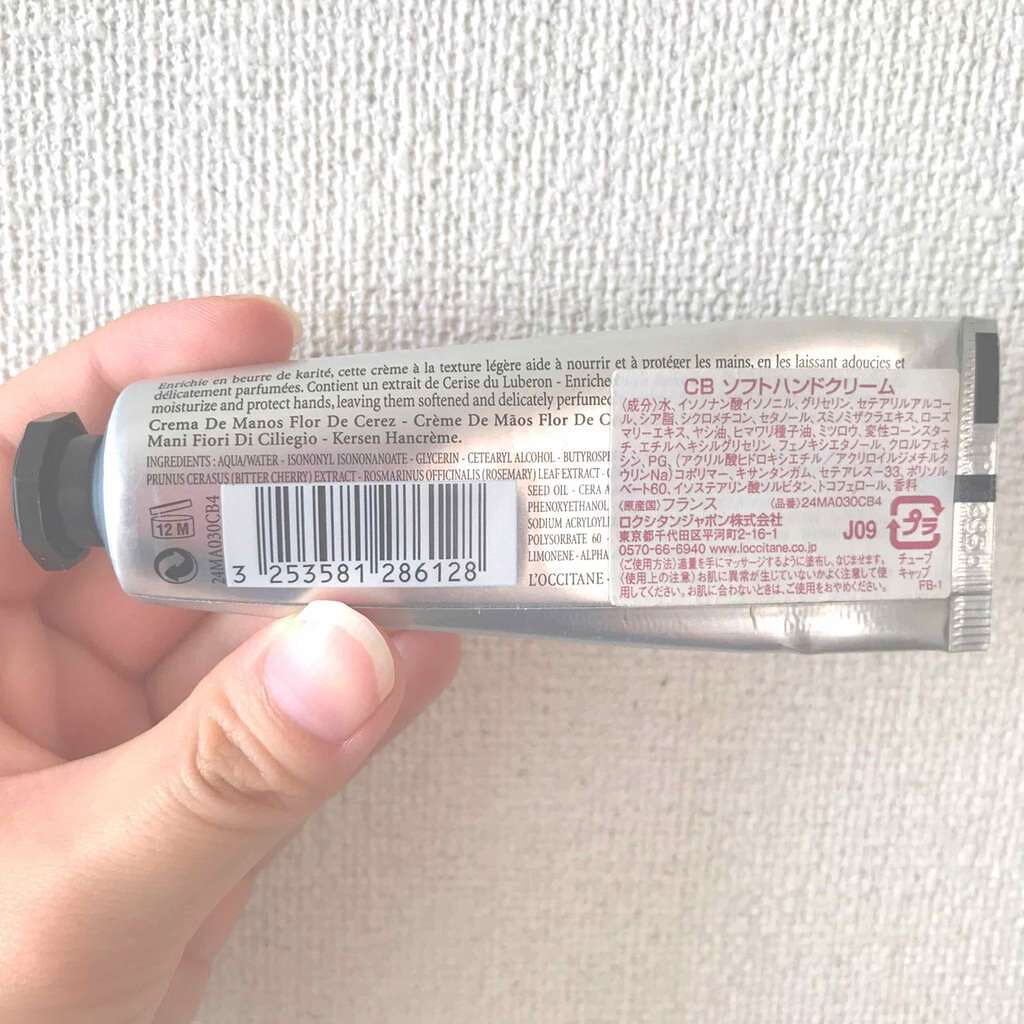 Enrichie en beurre de karité, cette crème à la texture légère aide à nourrir et à protéger les mains, en les laissant adoucies et
délicatement parfumées. Contient un extrait de Cerise du Luberon - Enriche
moisturize and protect hands, leaving them softened and delicately perfumed
Crema De Manos Flor De Cerez - Crème De Mãos Flor De C
Mani Fiori Di Ciliegio - Kersen Hancrème.
INGREDIENTS : AQUA/WATER - ISONONYL ISONONANOATE - GLYCERIN - CETEARYL ALCOHOL - BUTYROSP
PRUNUS CERASUS (BITTER CHERRY) EXTRACT - ROSMARINUS OFFICINALIS (ROSEMARY) LEAF EXTRACT - C
SEED OIL - CERA A
PHENOXYETHANOL
SODIUM ACRYLOYLI
POLYSORBATE 60 -
LIMONENE - ALPHA
L'OCCITANE -
12 M
24MA030CB4
3 253581 286128
CB ソフトハンドクリーム
〈成分〉水、イソノナン酸イソノニル、グリセリン、セテアリルアルコー
ル、シア脂、シクロメチコン、セタノール、スミノミザクラエキス、ローズ
マリーエキス、ヤシ油、ヒマワリ種子油、ミツロウ、変性コーンスター
チ、エチルヘキシルグリセリン、フェノキシエタノール、クロルフェネ
シン、PG、(アクリル酸ヒドロキシエチル/アクリロイルジメチルタ
ウリンNa)コポリマー、キサンタンガム、セテアレス-33、ポリソル
ベート60、イソステアリン酸ソルビタン、トコフェロール、香料
〈原産国〉フランス 〈品番〉24MA030CB4
ロクシタンジャポン株式会社
東京都千代田区平河町2-16-1
0570-66-6940 www.loccitane.co.jp
J09
プラ
チューブ
キャップ
FB-1
〈ご使用方法〉適量を手にマッサージするように塗布し、なじませます。
〈使用上の注意〉お肌に異常が生じていないかよく注意して使
用してください。お肌に合わないときは、ご使用をおやめください。